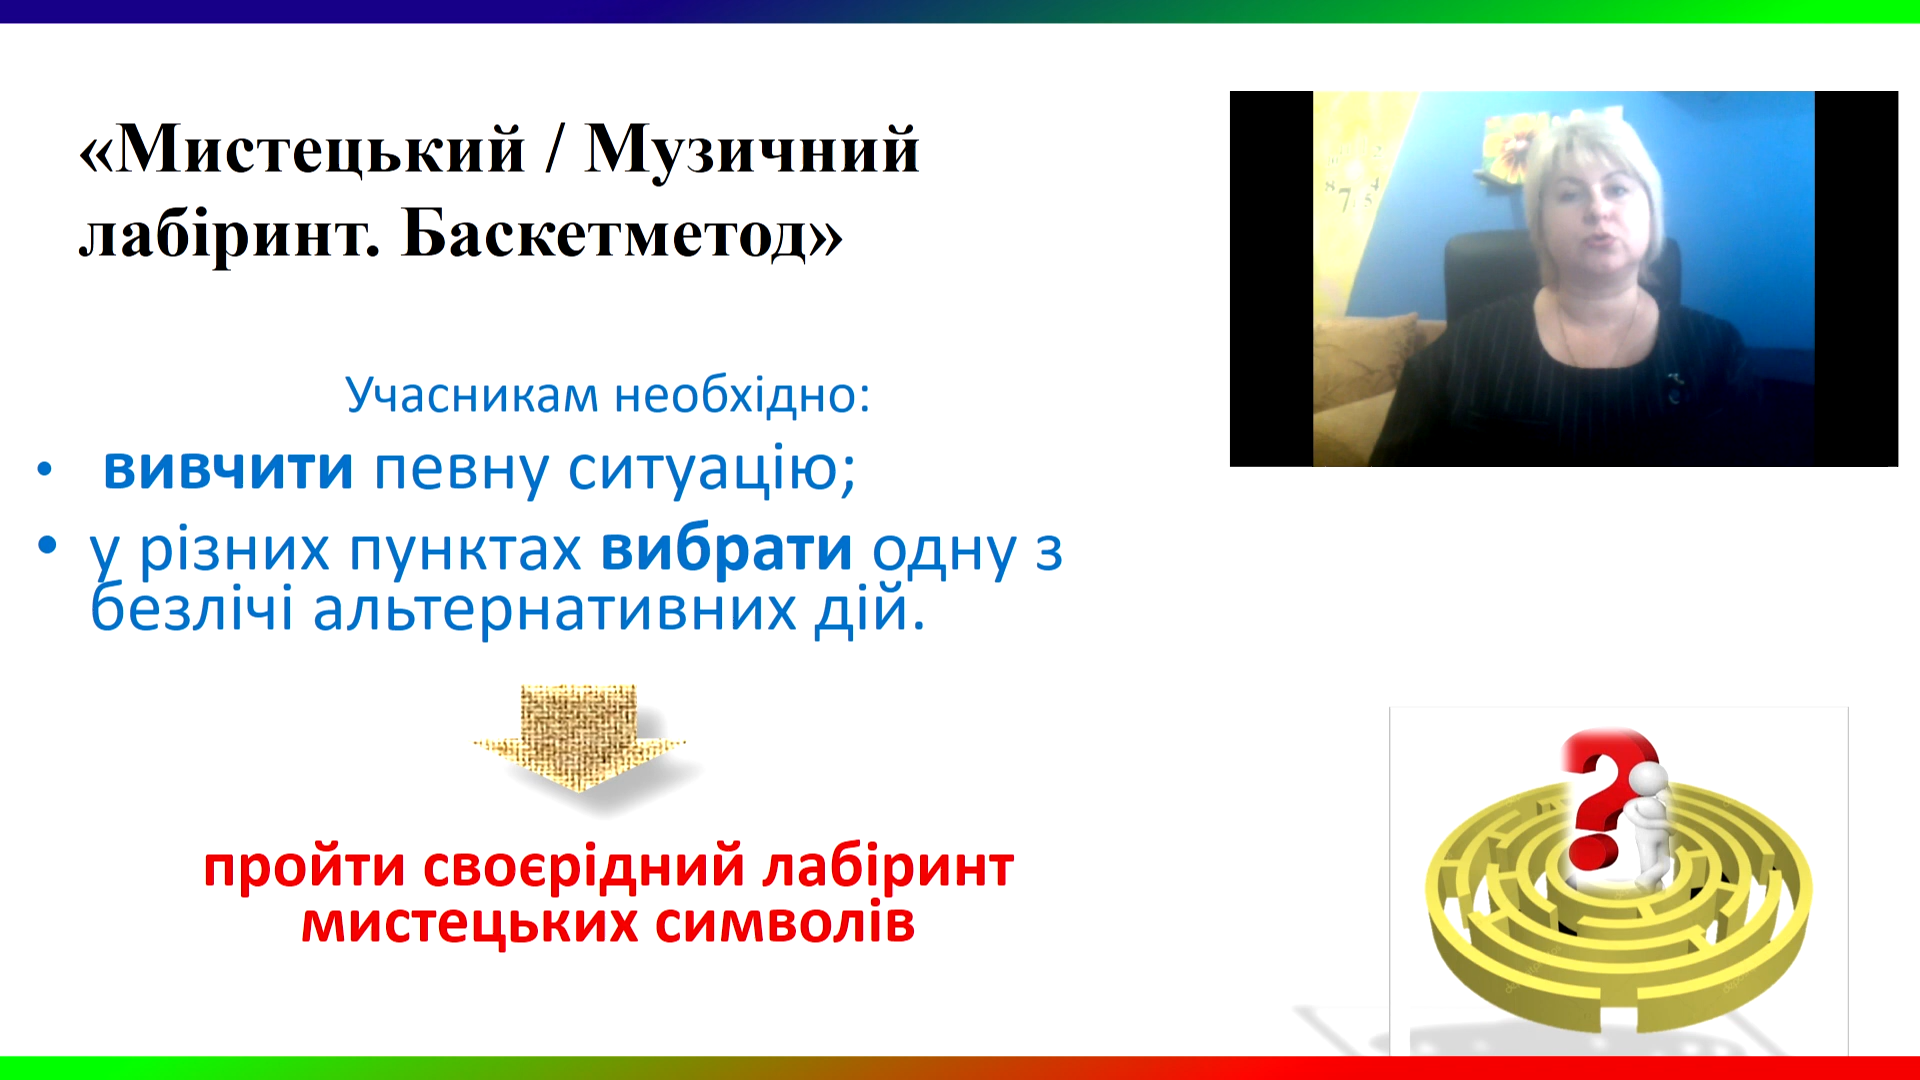 «Мистецький / Музичний
лабіринт. Баскетметод»
Учасникам необхідно:
• вивчити певну ситуацію;
• у різних пунктах вибрати одну з
безлічі альтернативних дій.
пройти своєрідний лабіринт
мистецьких символів